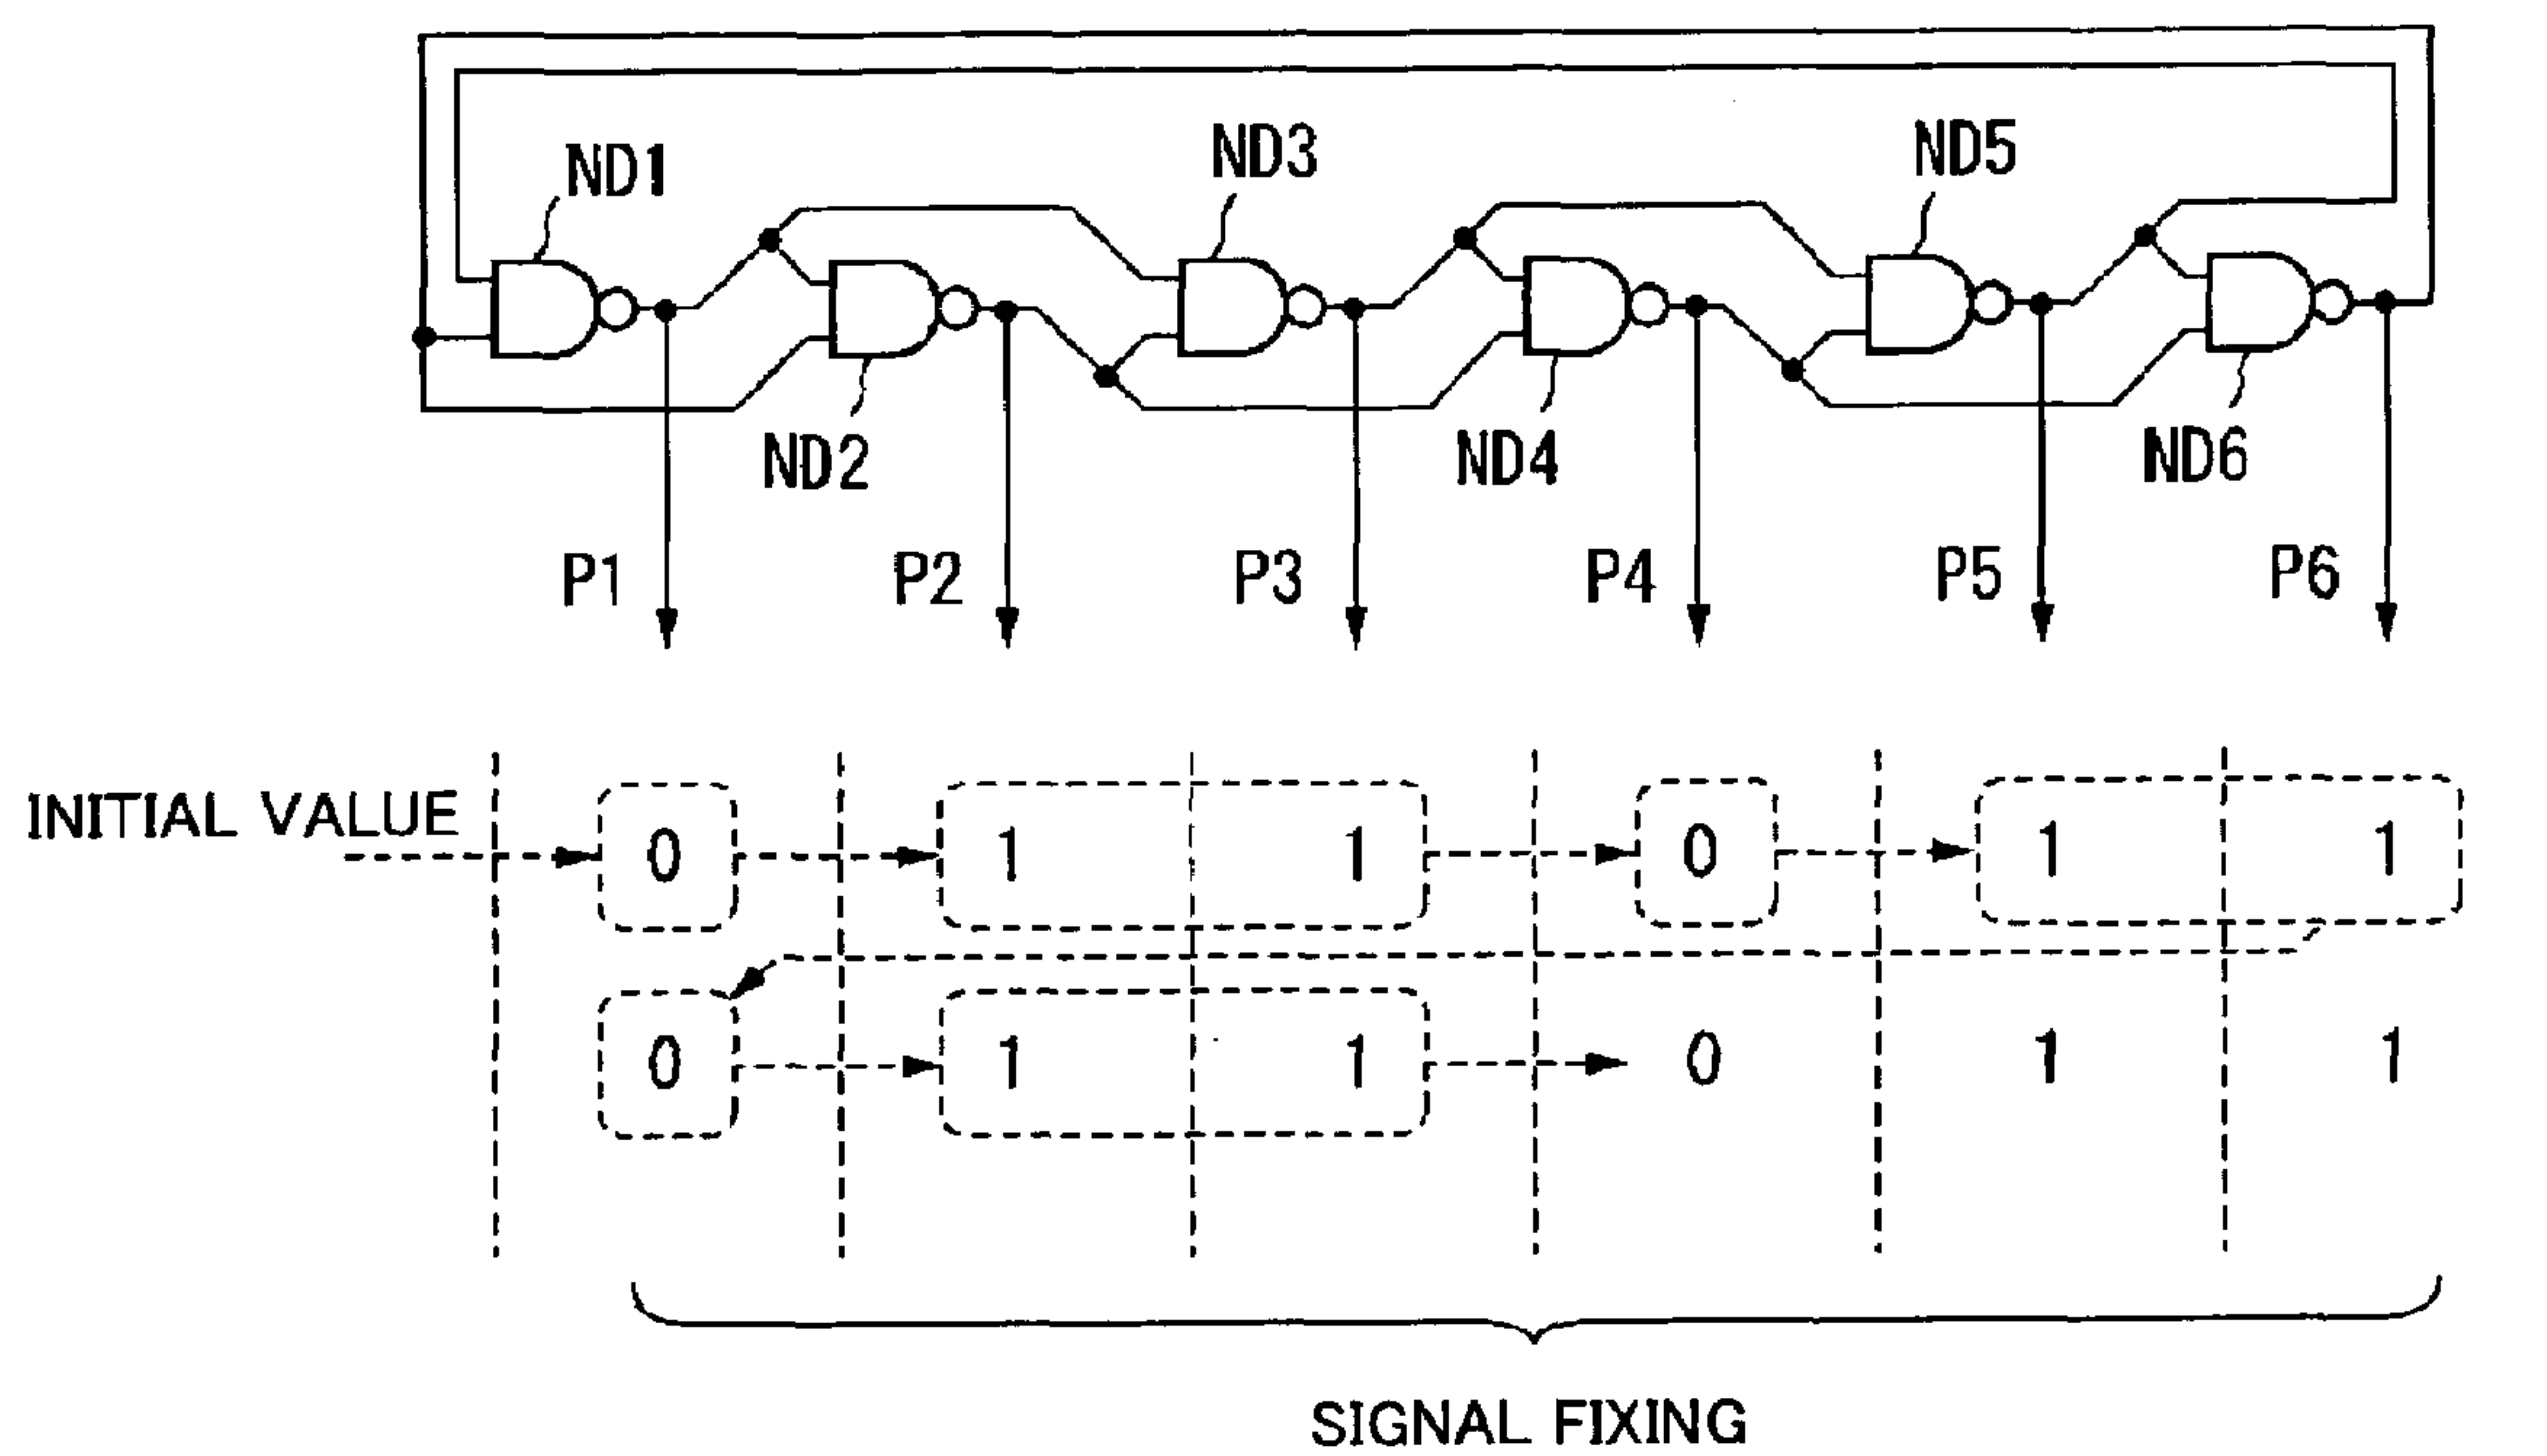 ND1
ND3
ND5
ND2
ND4
ND6
P1 P2 P3 P4 P5 P6
INITIAL VALUE 0 1 1 0 1 1
0 1 1 0 1 1
SIGNAL FIXING